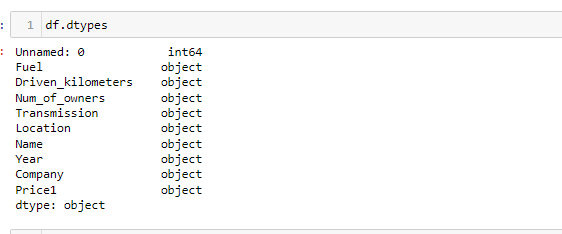 : 1 df.dtypes
: Unnamed: 0 int64
Fuel object
Driven_kilometers object
Num_of_owners object
Transmission object
Location object
Name object
Year object
Company object
Price1 object
dtype: object